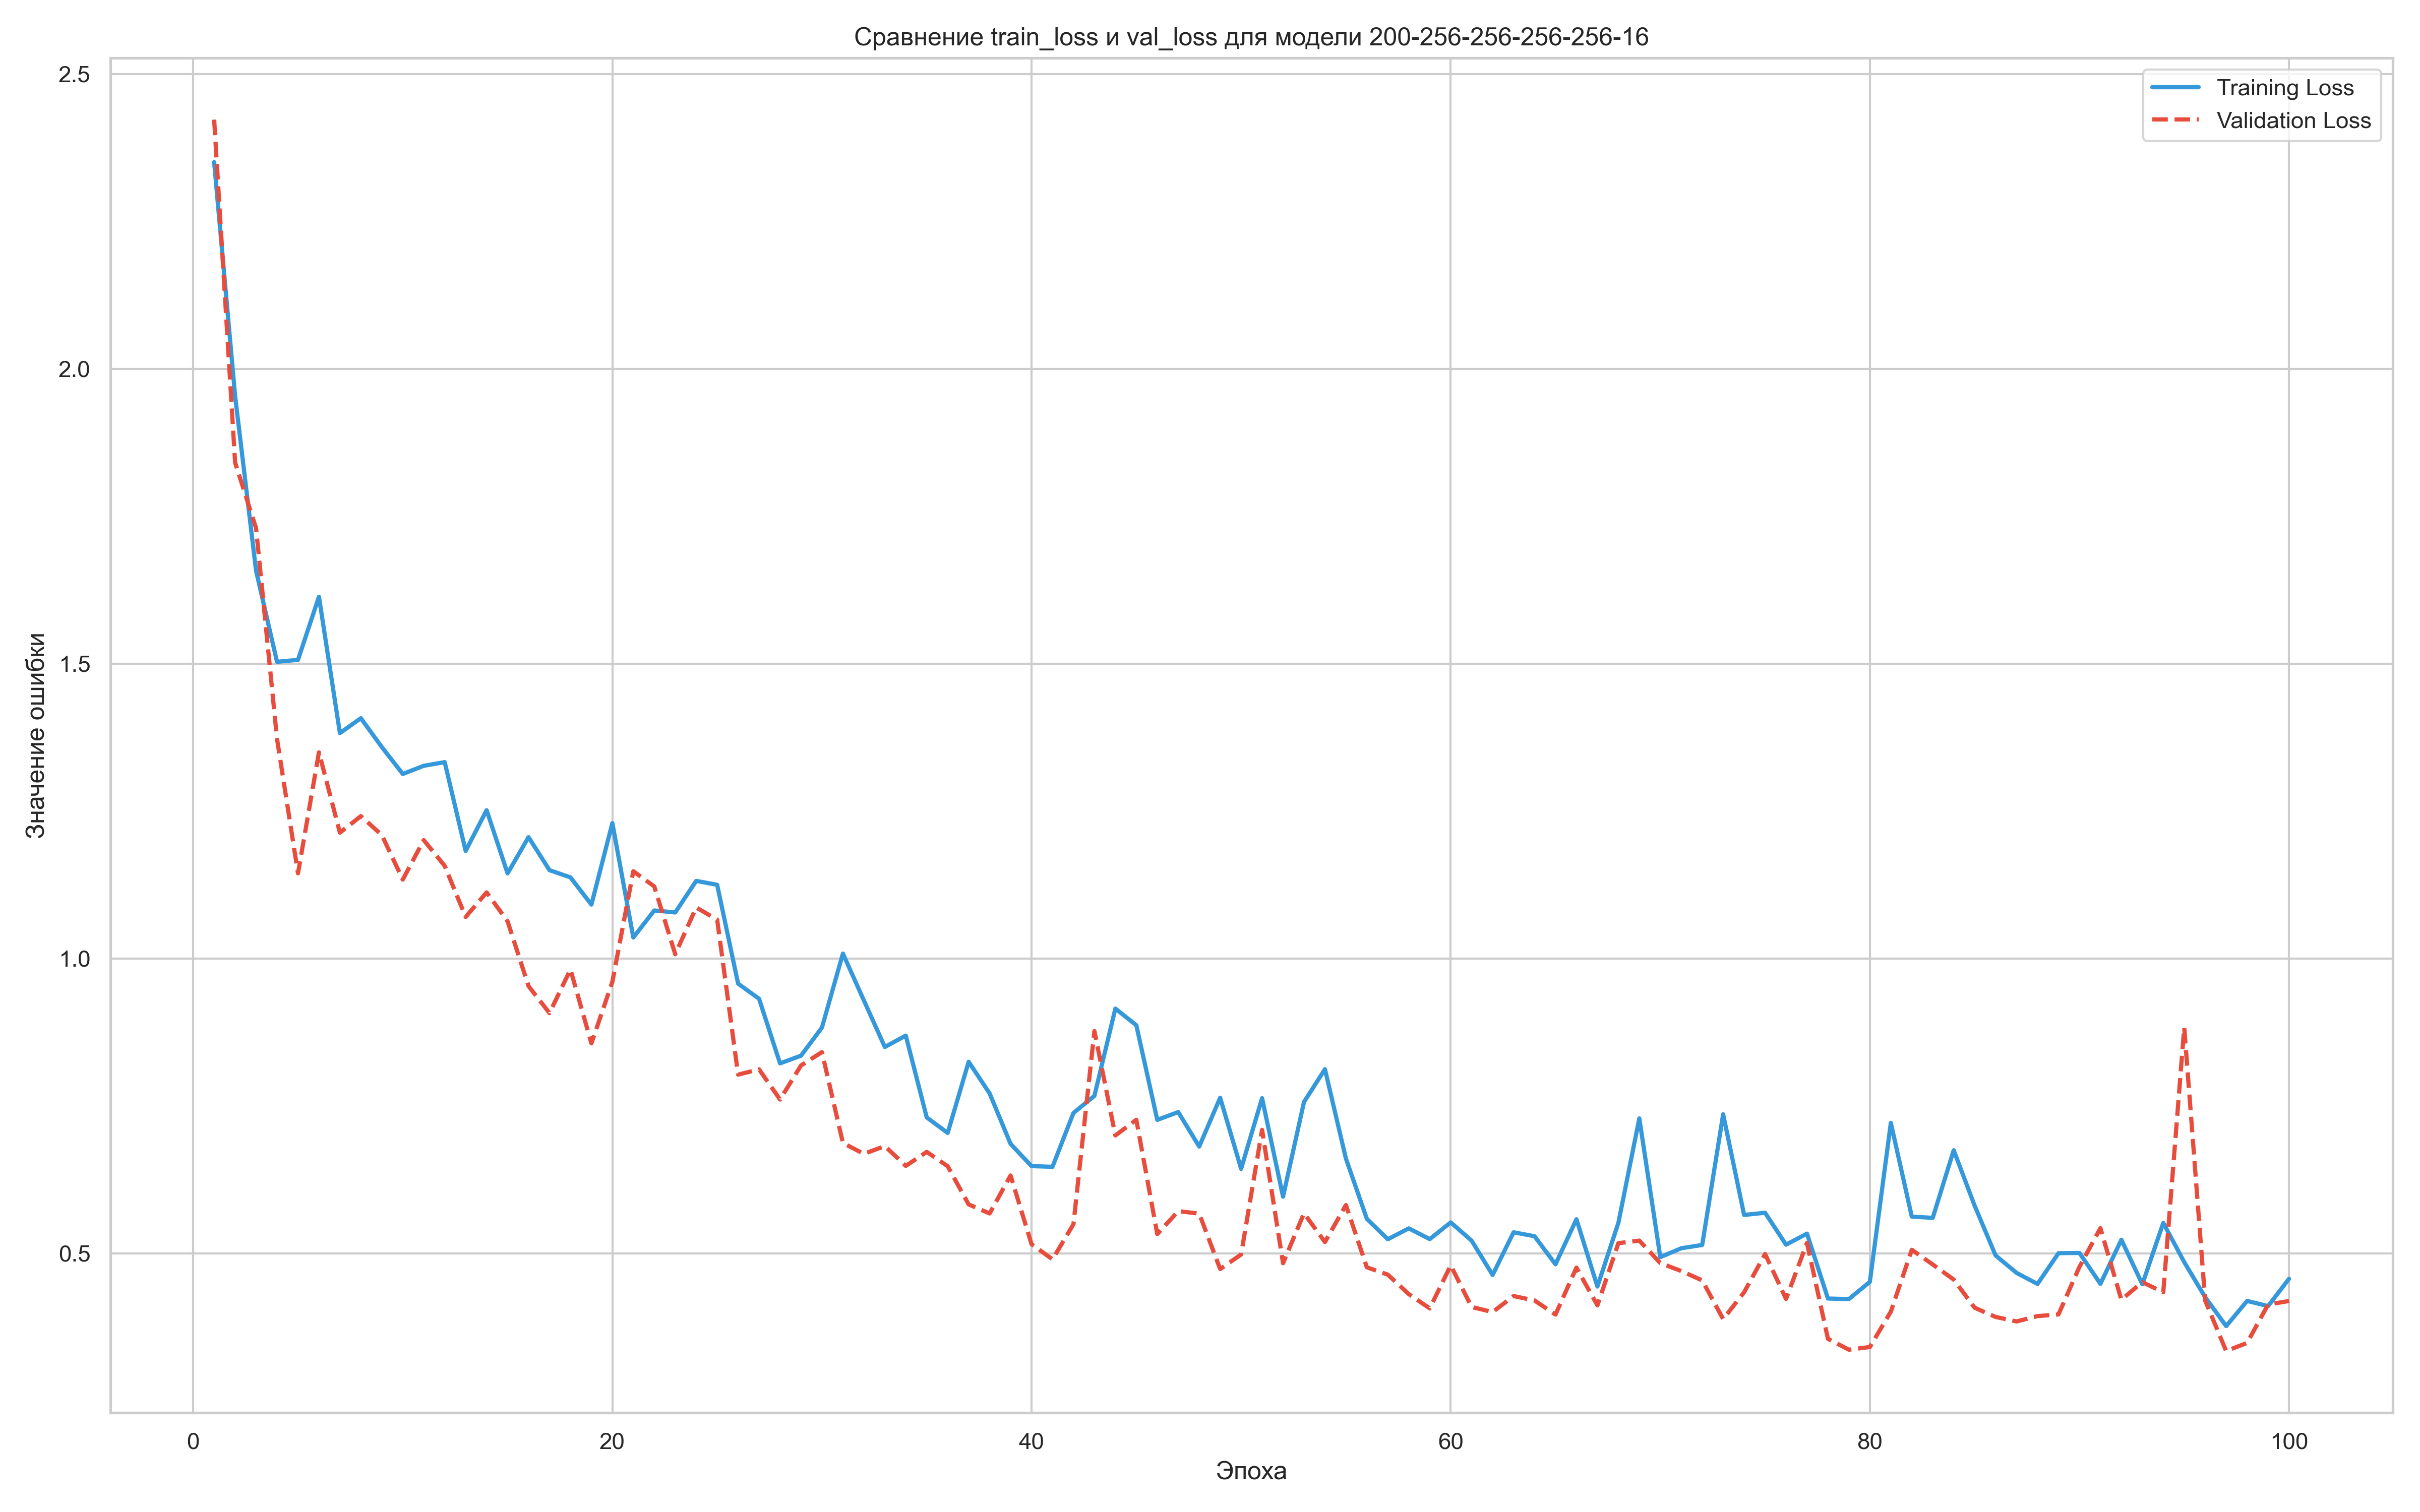 Сравнение train_loss и val_loss для модели 200-256-256-256-256-16
Training Loss
Validation Loss
Значение ошибки
2.5
2.0
1.5
1.0
0.5
0
20
40
60
80
100
Эпоха